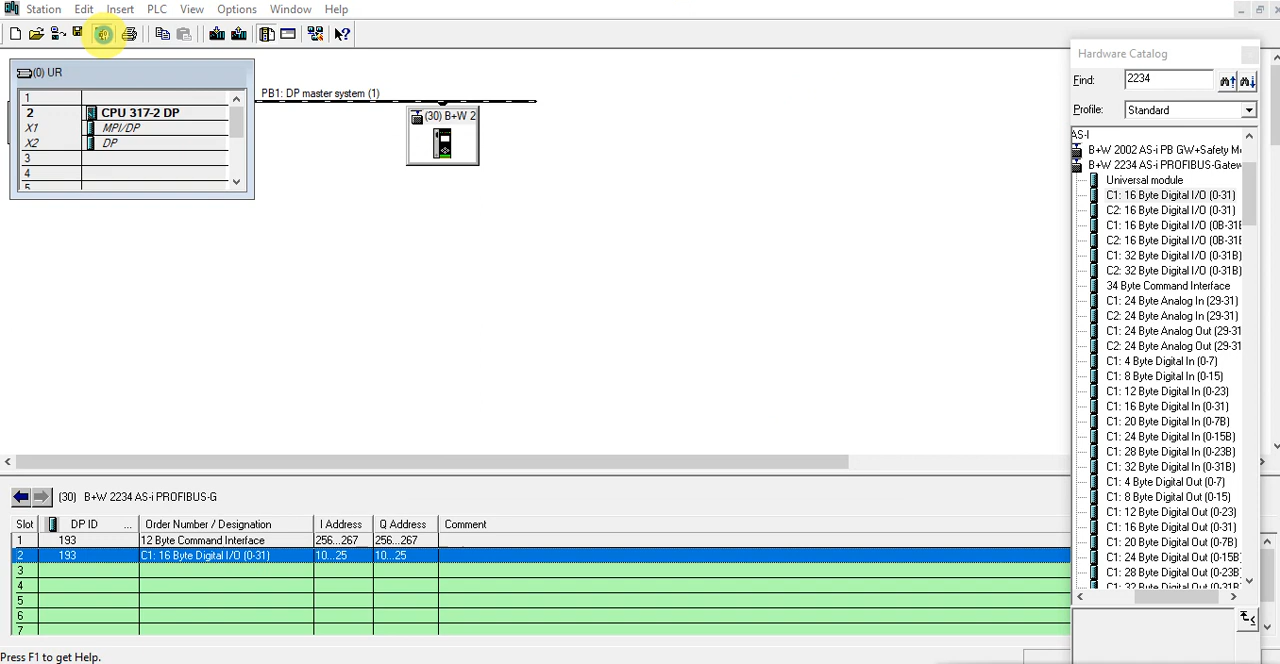 Station Edit Insert PLC View Options Window Help
(0) UR
1
2 CPU 317-2 DP
X1 MPI/DP
X2 DP
3
4
5
PB1: DP master system (1)
(30) B+W 2
Hardware Catalog
Find: 2234
Profile: Standard
AS-I
B+W 2002 AS-i PB GW+Safety M
B+W 2234 AS-i PROFIBUS-Gatew
Universal module
C1: 16 Byte Digital I/O (0-31)
C2: 16 Byte Digital I/O (0-31)
C1: 16 Byte Digital I/O (0B-31B
C2: 16 Byte Digital I/O (0B-31B
C1: 32 Byte Digital I/O (0-31B)
C2: 32 Byte Digital I/O (0-31B)
34 Byte Command Interface
C1: 24 Byte Analog In (29-31)
C2: 24 Byte Analog In (29-31)
C1: 24 Byte Analog Out (29-31
C2: 24 Byte Analog Out (29-31
C1: 4 Byte Digital In (0-7)
C1: 8 Byte Digital In (0-15)
C1: 12 Byte Digital In (0-23)
C1: 16 Byte Digital In (0-31)
C1: 20 Byte Digital In (0-7B)
C1: 24 Byte Digital In (0-15B)
C1: 28 Byte Digital In (0-23B)
C1: 32 Byte Digital In (0-31B)
C1: 4 Byte Digital Out (0-7)
C1: 8 Byte Digital Out (0-15)
C1: 12 Byte Digital Out (0-23)
C1: 16 Byte Digital Out (0-31)
C1: 20 Byte Digital Out (0-7B)
C1: 24 Byte Digital Out (0-15B)
C1: 28 Byte Digital Out (0-23B)
C1: 32 Byte Digital Out (0-31B
(30) B+W 2234 AS-i PROFIBUS-G
Slot DP ID ... Order Number / Designation I Address Q Address Comment
1 193 12 Byte Command Interface 256...267 256...267
2 193 C1: 16 Byte Digital I/O (0-31) 10...25 10...25
3
4
5
6
7
Press F1 to get Help.